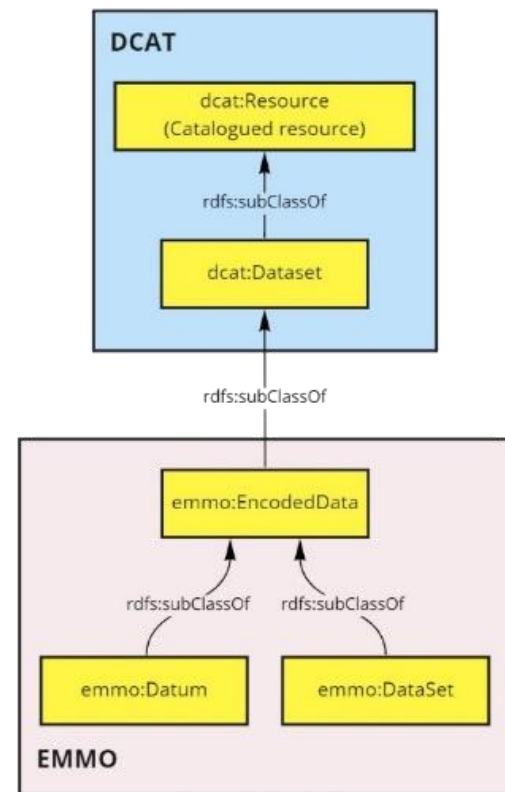 DCAT
dcat:Resource
(Catalogued resource)
rdfs:subClassOf
dcat:Dataset
rdfs:subClassOf
emmo:EncodedData
rdfs:subClassOf rdfs:subClassOf
emmo:Datum emmo:DataSet
EMMO